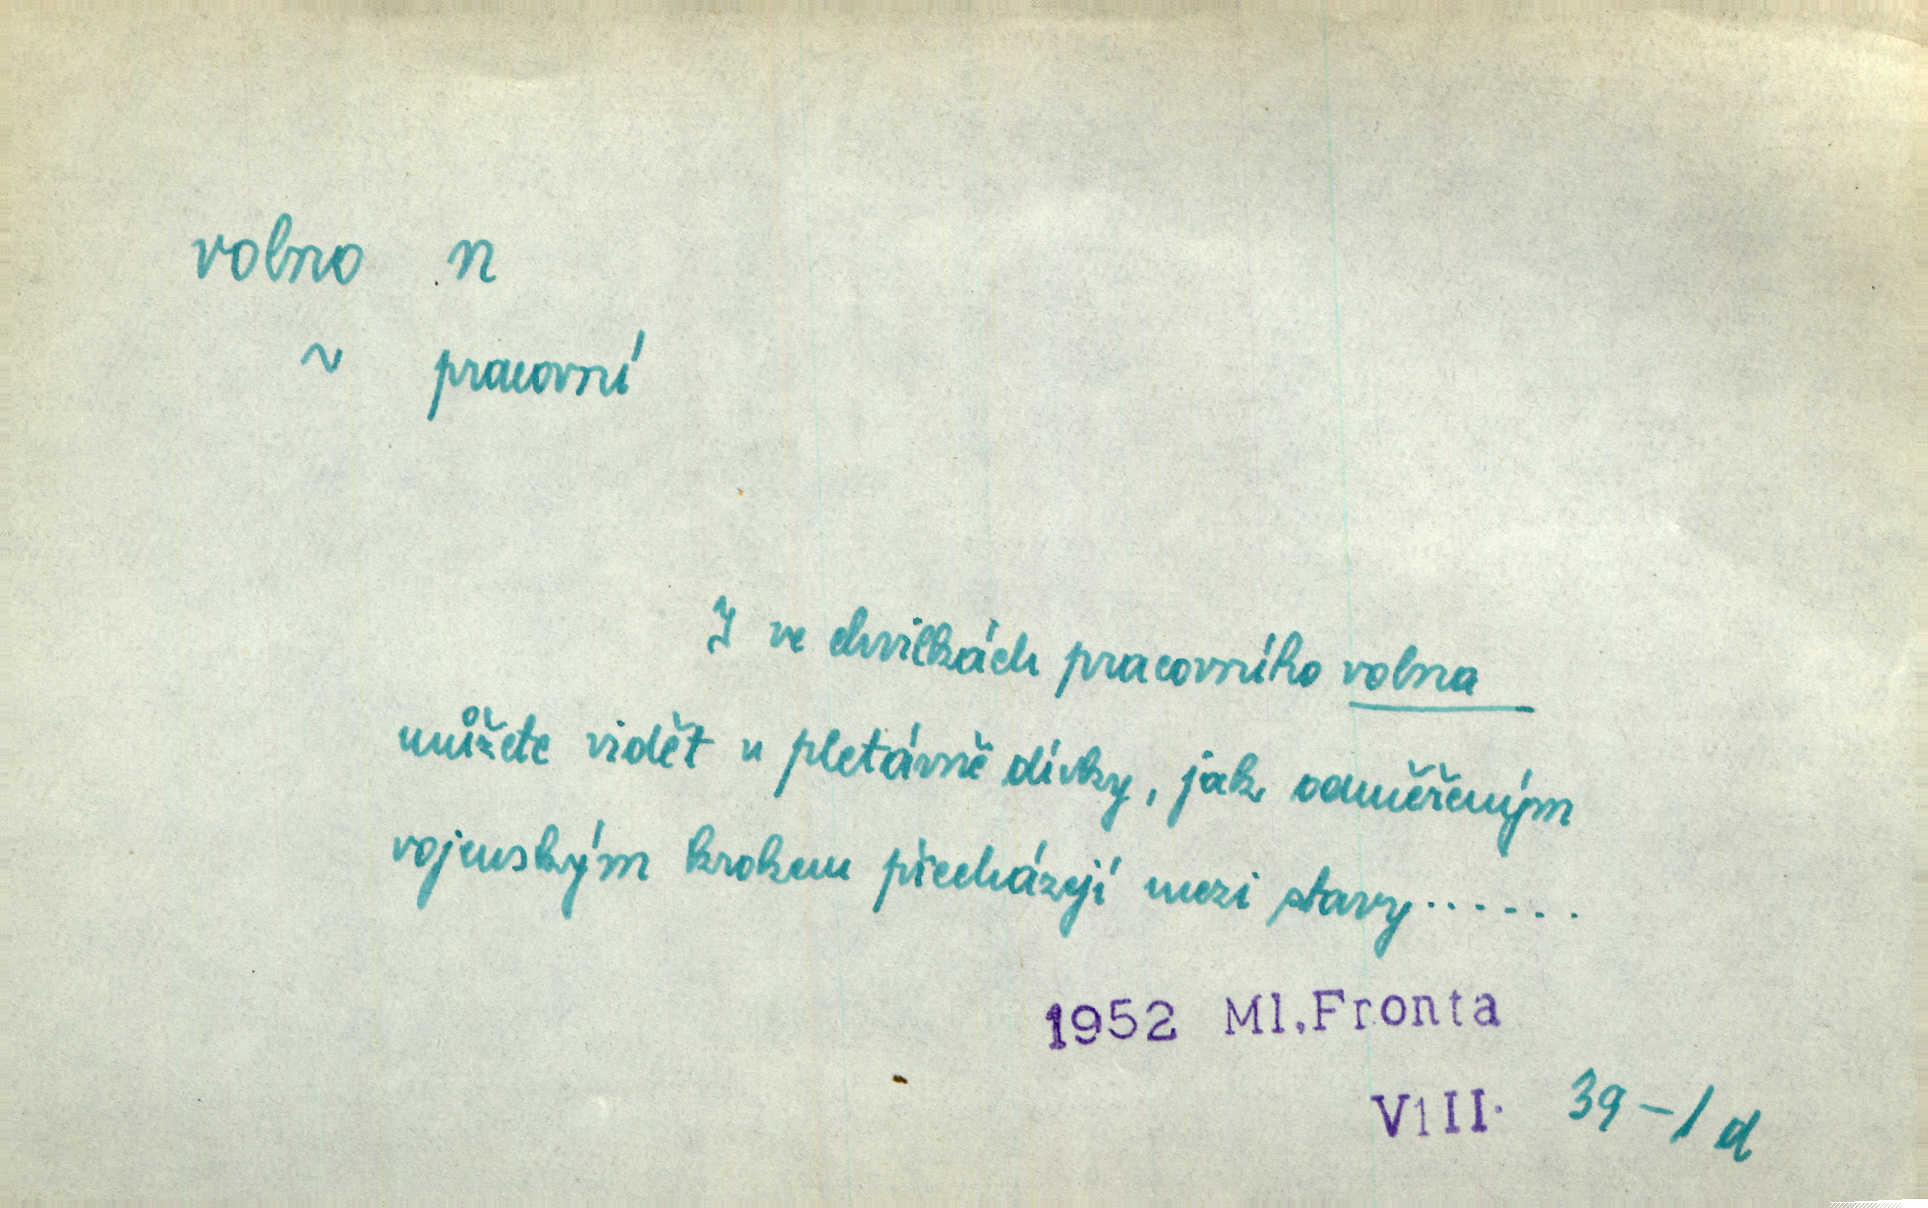 volno n
~ pracovní
I ve chvilkách pracovního volna
můžete vidět u pletárně dívky, jak odměřeným
vojenským krokem přecházejí mezi stavy......
1952 Ml.Fronta
VIII. 39-1d